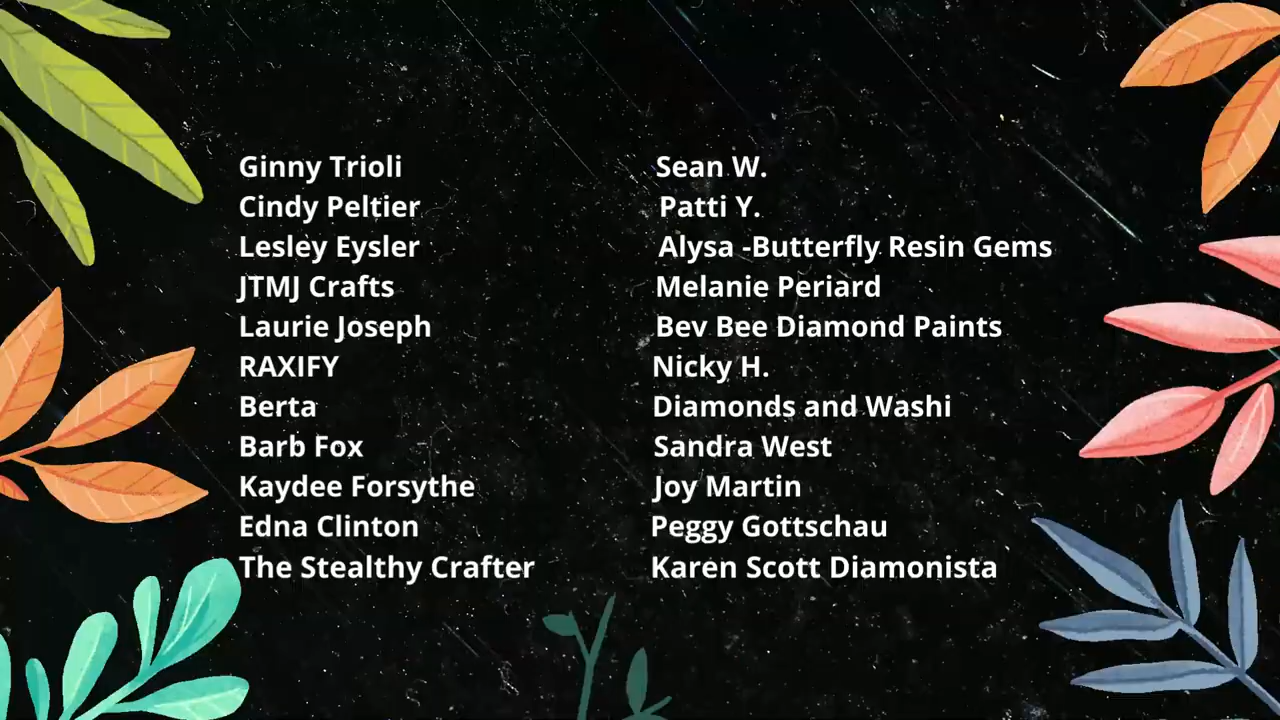 Ginny Trioli
Cindy Peltier
Lesley Eysler
JTMJ Crafts
Laurie Joseph
RAXIFY
Berta
Barb Fox
Kaydee Forsythe
Edna Clinton
The Stealthy Crafter
Sean W.
Patti Y.
Alysa -Butterfly Resin Gems
Melanie Periard
Bev Bee Diamond Paints
Nicky H.
Diamonds and Washi
Sandra West
Joy Martin
Peggy Gottschau
Karen Scott Diamonista